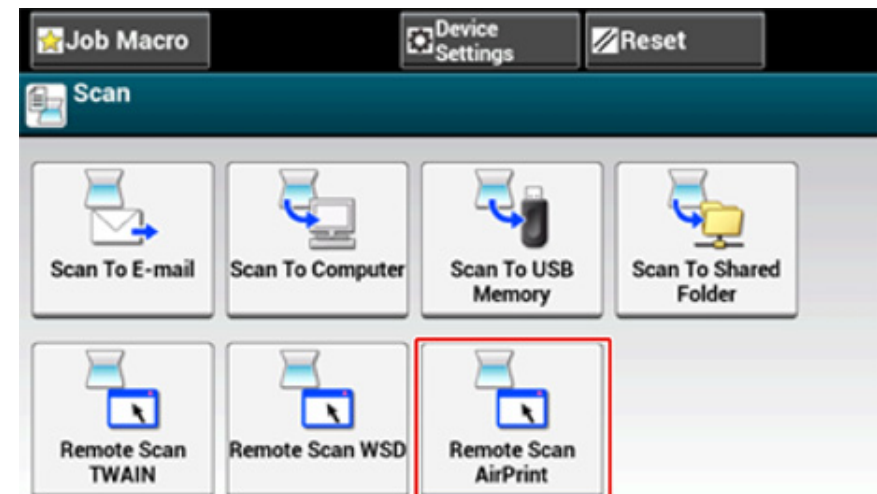 Job Macro
Device
Settings
Reset
Scan
Scan To E-mail
Scan To Computer
Scan To USB
Memory
Scan To Shared
Folder
Remote Scan
TWAIN
Remote Scan WSD
Remote Scan
AirPrint